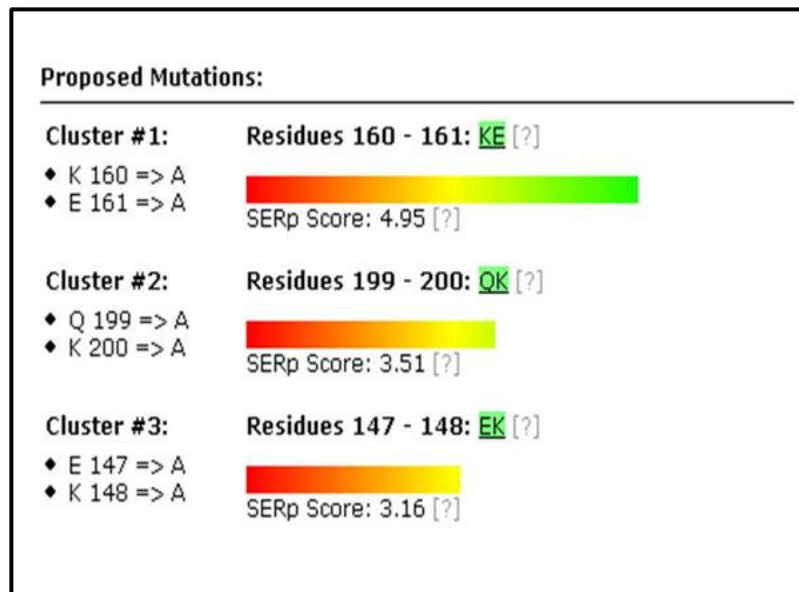 Proposed Mutations:
Cluster #1: Residues 160 - 161: KE [?]
◆ K 160 => A
◆ E 161 => A
SERp Score: 4.95 [?]
Cluster #2: Residues 199 - 200: QK [?]
◆ Q 199 => A
◆ K 200 => A
SERp Score: 3.51 [?]
Cluster #3: Residues 147 - 148: EK [?]
◆ E 147 => A
◆ K 148 => A
SERp Score: 3.16 [?]